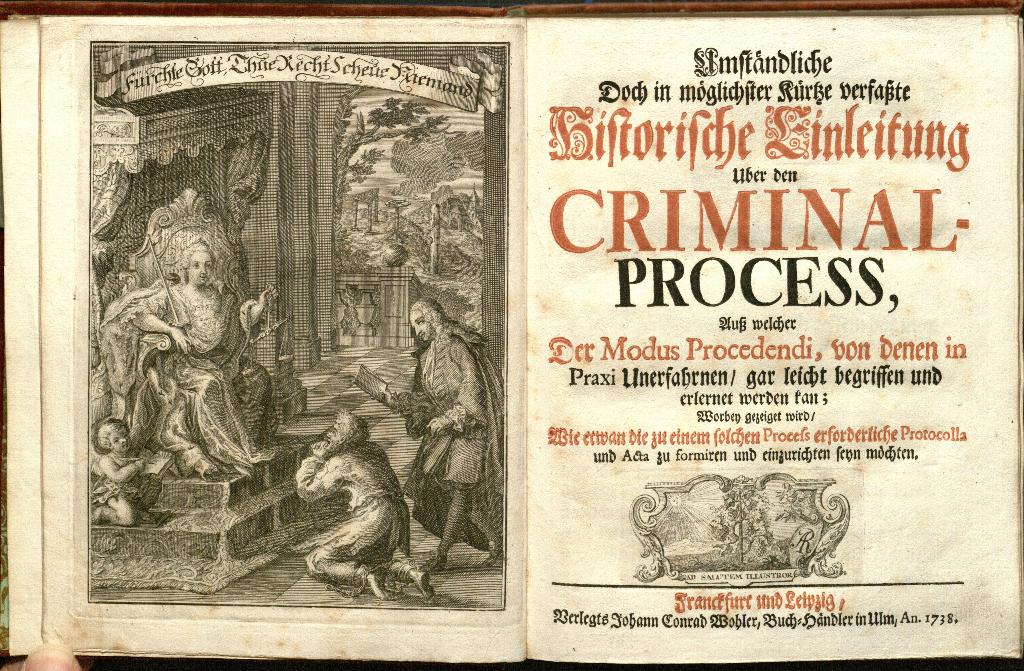 Fürchte Gott, Thue Recht Scheue Niemand
Umständliche
Doch in möglichster Kürtze verfaßte
Historische Einleitung
Uber den
CRIMINAL-
PROCESS,
Auß welcher
Der Modus Procedendi, von denen in
Praxi Unerfahrnen/ gar leicht begriffen und
erlernet werden kan;
Worbey gezeiget wird/
Wie etwan die zu einem solchen Process erforderliche Protocolla
und Acta zu formiren und einzurichten seyn möchten.
R
AD SALUTEM ILLUSTROR
Franckfurt und Leipzig,
Verlegts Johann Conrad Wohler, Buch-Händler in Ulm, An. 1738.